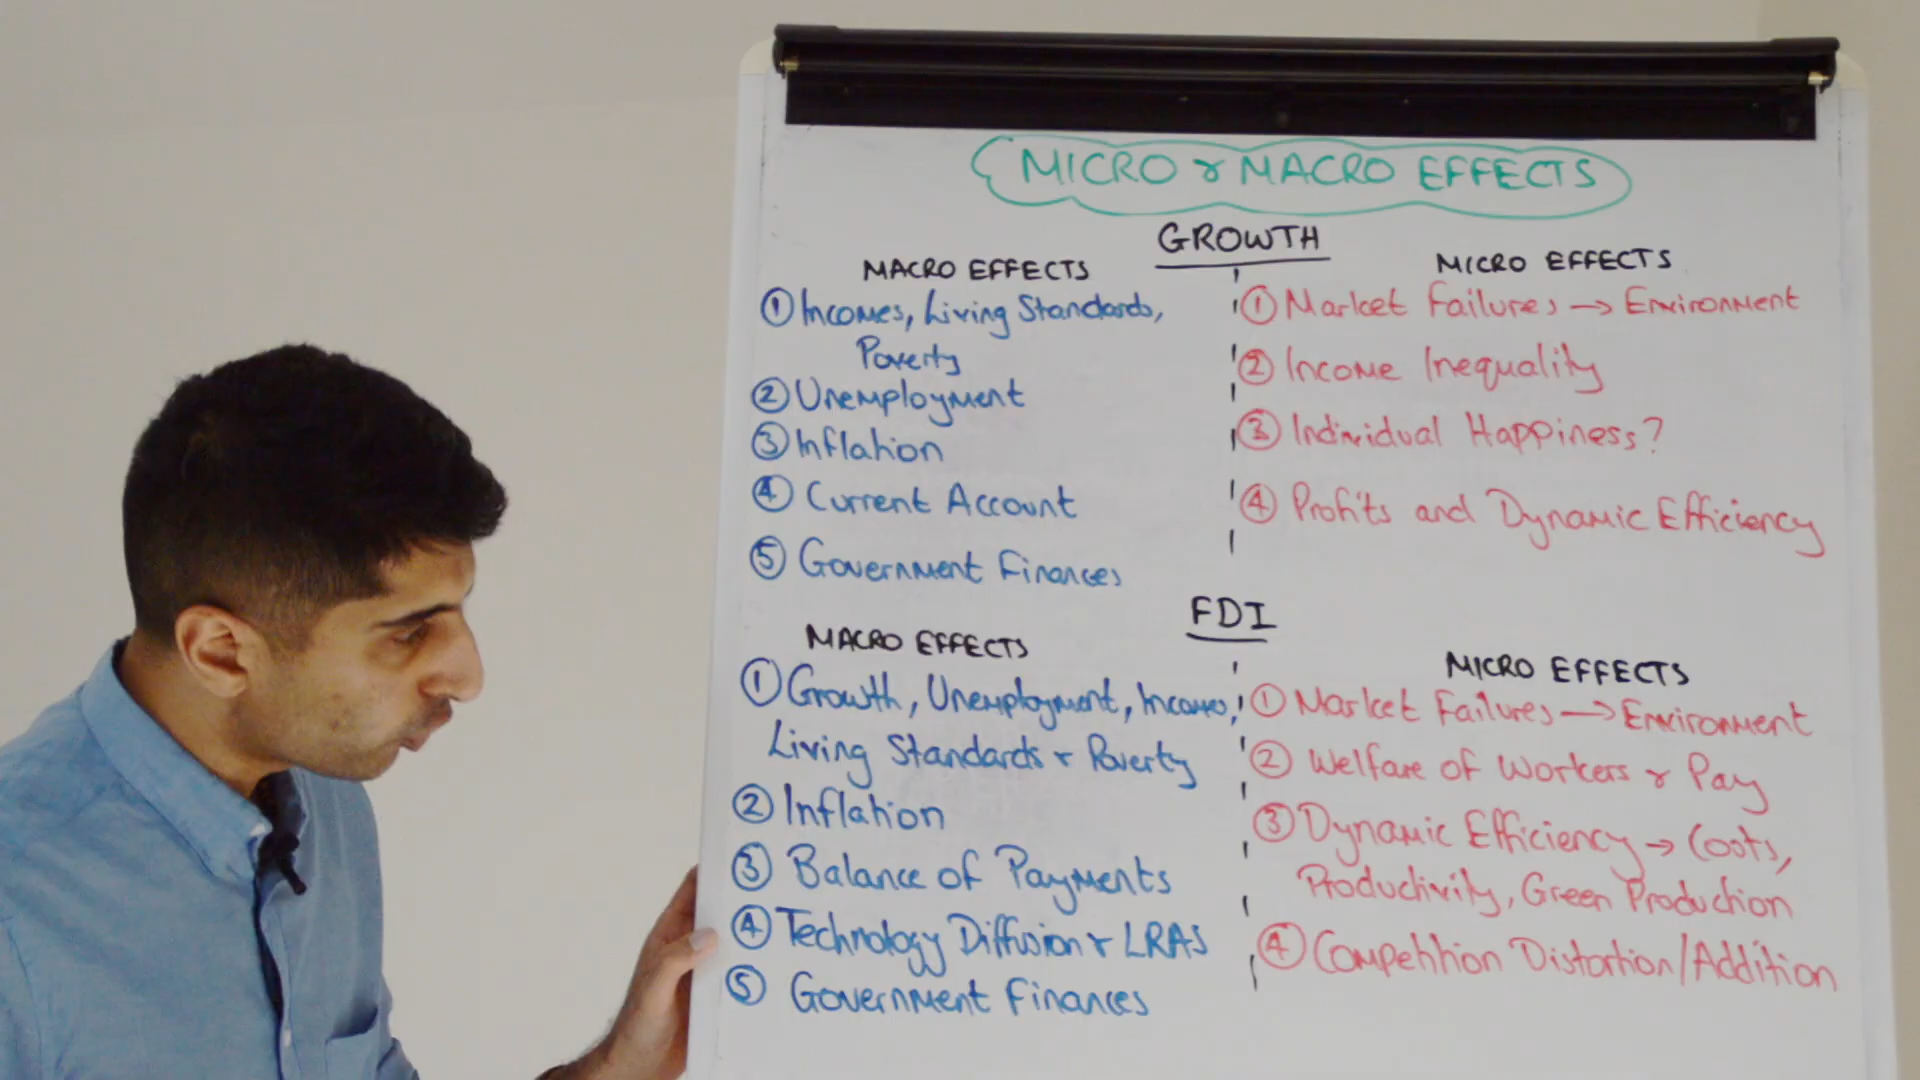 MICRO & MACRO EFFECTS
GROWTH
MACRO EFFECTS
① Incomes, Living Standards,
Poverty
② Unemployment
③ Inflation
④ Current Account
⑤ Government Finances
MICRO EFFECTS
① Market Failures → Environment
② Income Inequality
③ Individual Happiness?
④ Profits and Dynamic Efficiency
FDI
MACRO EFFECTS
① Growth, Unemployment, Incomes,
Living Standards & Poverty
② Inflation
③ Balance of Payments
④ Technology Diffusion & LRAS
⑤ Government Finances
MICRO EFFECTS
① Market Failures → Environment
② Welfare of Workers & Pay
③ Dynamic Efficiency → Costs,
Productivity, Green Production
④ Competition Distortion/Addition